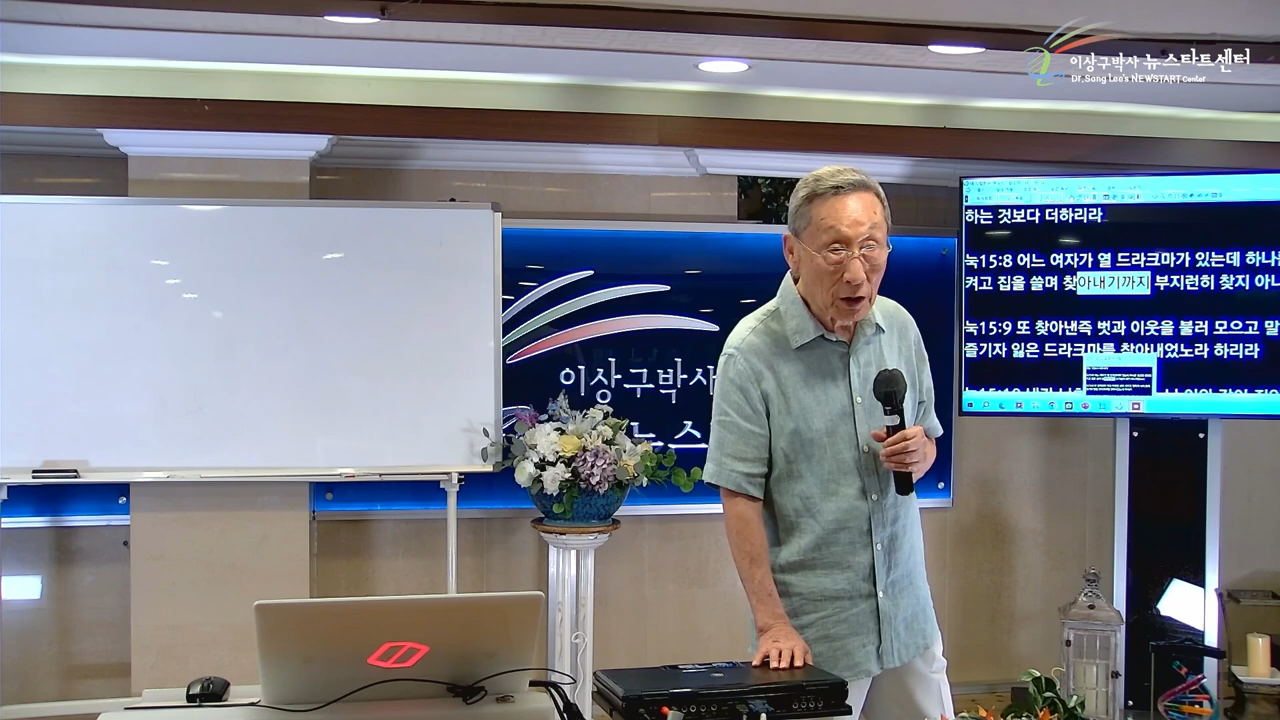 이상구박사 뉴스타트센터
Dr.Sang Lee's NEWSTART Center
하는 것보다 더하리라
눅15:8 어느 여자가 열 드라크마가 있는데 하나를
켜고 집을 쓸며 찾아내기까지 부지런히 찾지 아니
눅15:9 또 찾아낸즉 벗과 이웃을 불러 모으고 말
즐기자 잃은 드라크마를 찾아내었노라 하리라
이상구박사
뉴스